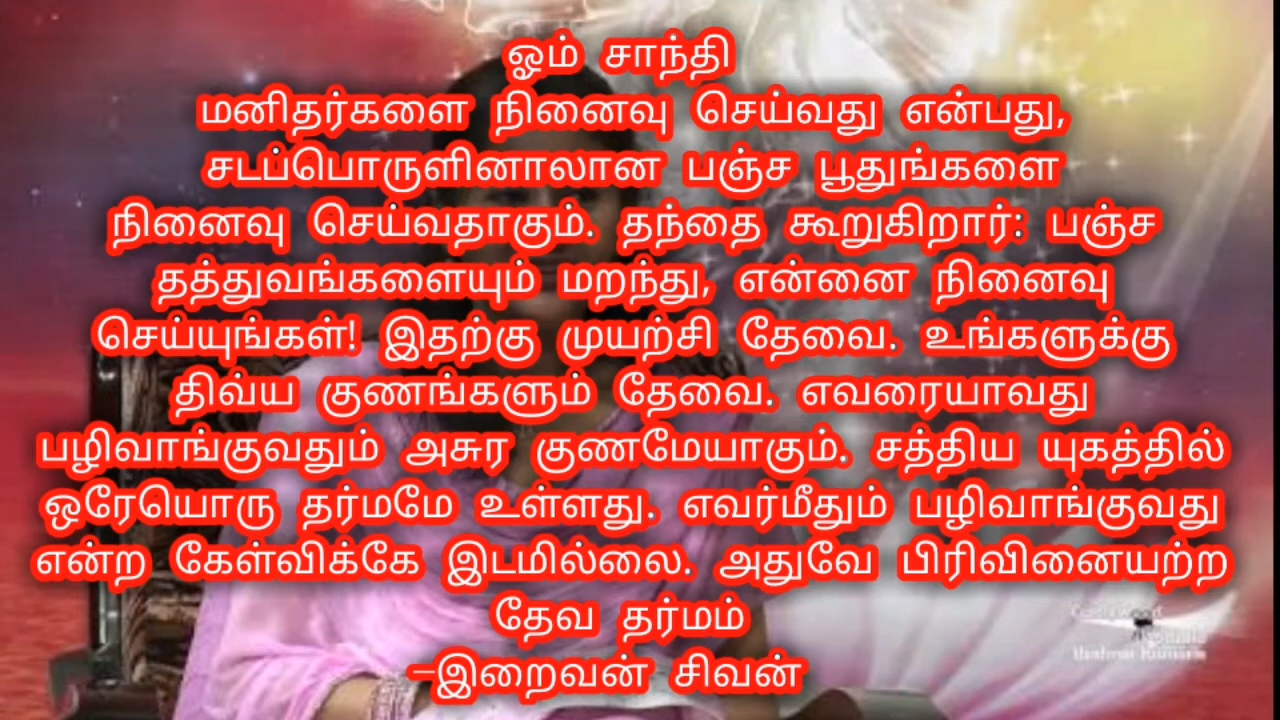 ஓம் சாந்தி
மனிதர்களை நினைவு செய்வது என்பது,
சடப்பொருளினாலான பஞ்ச பூதுங்களை
நினைவு செய்வதாகும். தந்தை கூறுகிறார்: பஞ்ச
தத்துவங்களையும் மறந்து, என்னை நினைவு
செய்யுங்கள்! இதற்கு முயற்சி தேவை. உங்களுக்கு
திவ்ய குணங்களும் தேவை. எவரையாவது
பழிவாங்குவதும் அசுர குணமேயாகும். சத்திய யுகத்தில்
ஒரேயொரு தர்மமே உள்ளது. எவர்மீதும் பழிவாங்குவது
என்ற கேள்விக்கே இடமில்லை. அதுவே பிரிவினையற்ற
தேவ தர்மம்
–இறைவன் சிவன்